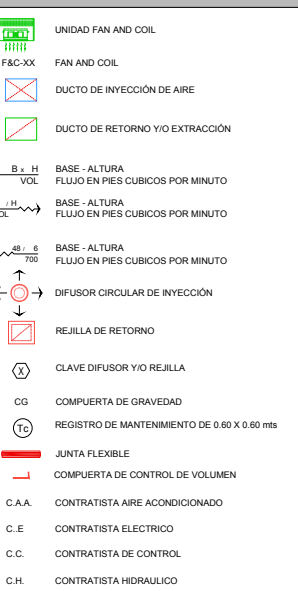 UNIDAD FAN AND COIL
F&C-XX FAN AND COIL
DUCTO DE INYECCIÓN DE AIRE
DUCTO DE RETORNO Y/O EXTRACCIÓN
B x H BASE - ALTURA
VOL FLUJO EN PIES CUBICOS POR MINUTO
/ H BASE - ALTURA
FLUJO EN PIES CUBICOS POR MINUTO
48 / 6 BASE - ALTURA
700 FLUJO EN PIES CUBICOS POR MINUTO
DIFUSOR CIRCULAR DE INYECCIÓN
REJILLA DE RETORNO
X CLAVE DIFUSOR Y/O REJILLA
CG COMPUERTA DE GRAVEDAD
Tc REGISTRO DE MANTENIMIENTO DE 0.60 X 0.60 mts
JUNTA FLEXIBLE
COMPUERTA DE CONTROL DE VOLUMEN
C.A.A. CONTRATISTA AIRE ACONDICIONADO
C..E CONTRATISTA ELECTRICO
C.C. CONTRATISTA DE CONTROL
C.H. CONTRATISTA HIDRAULICO